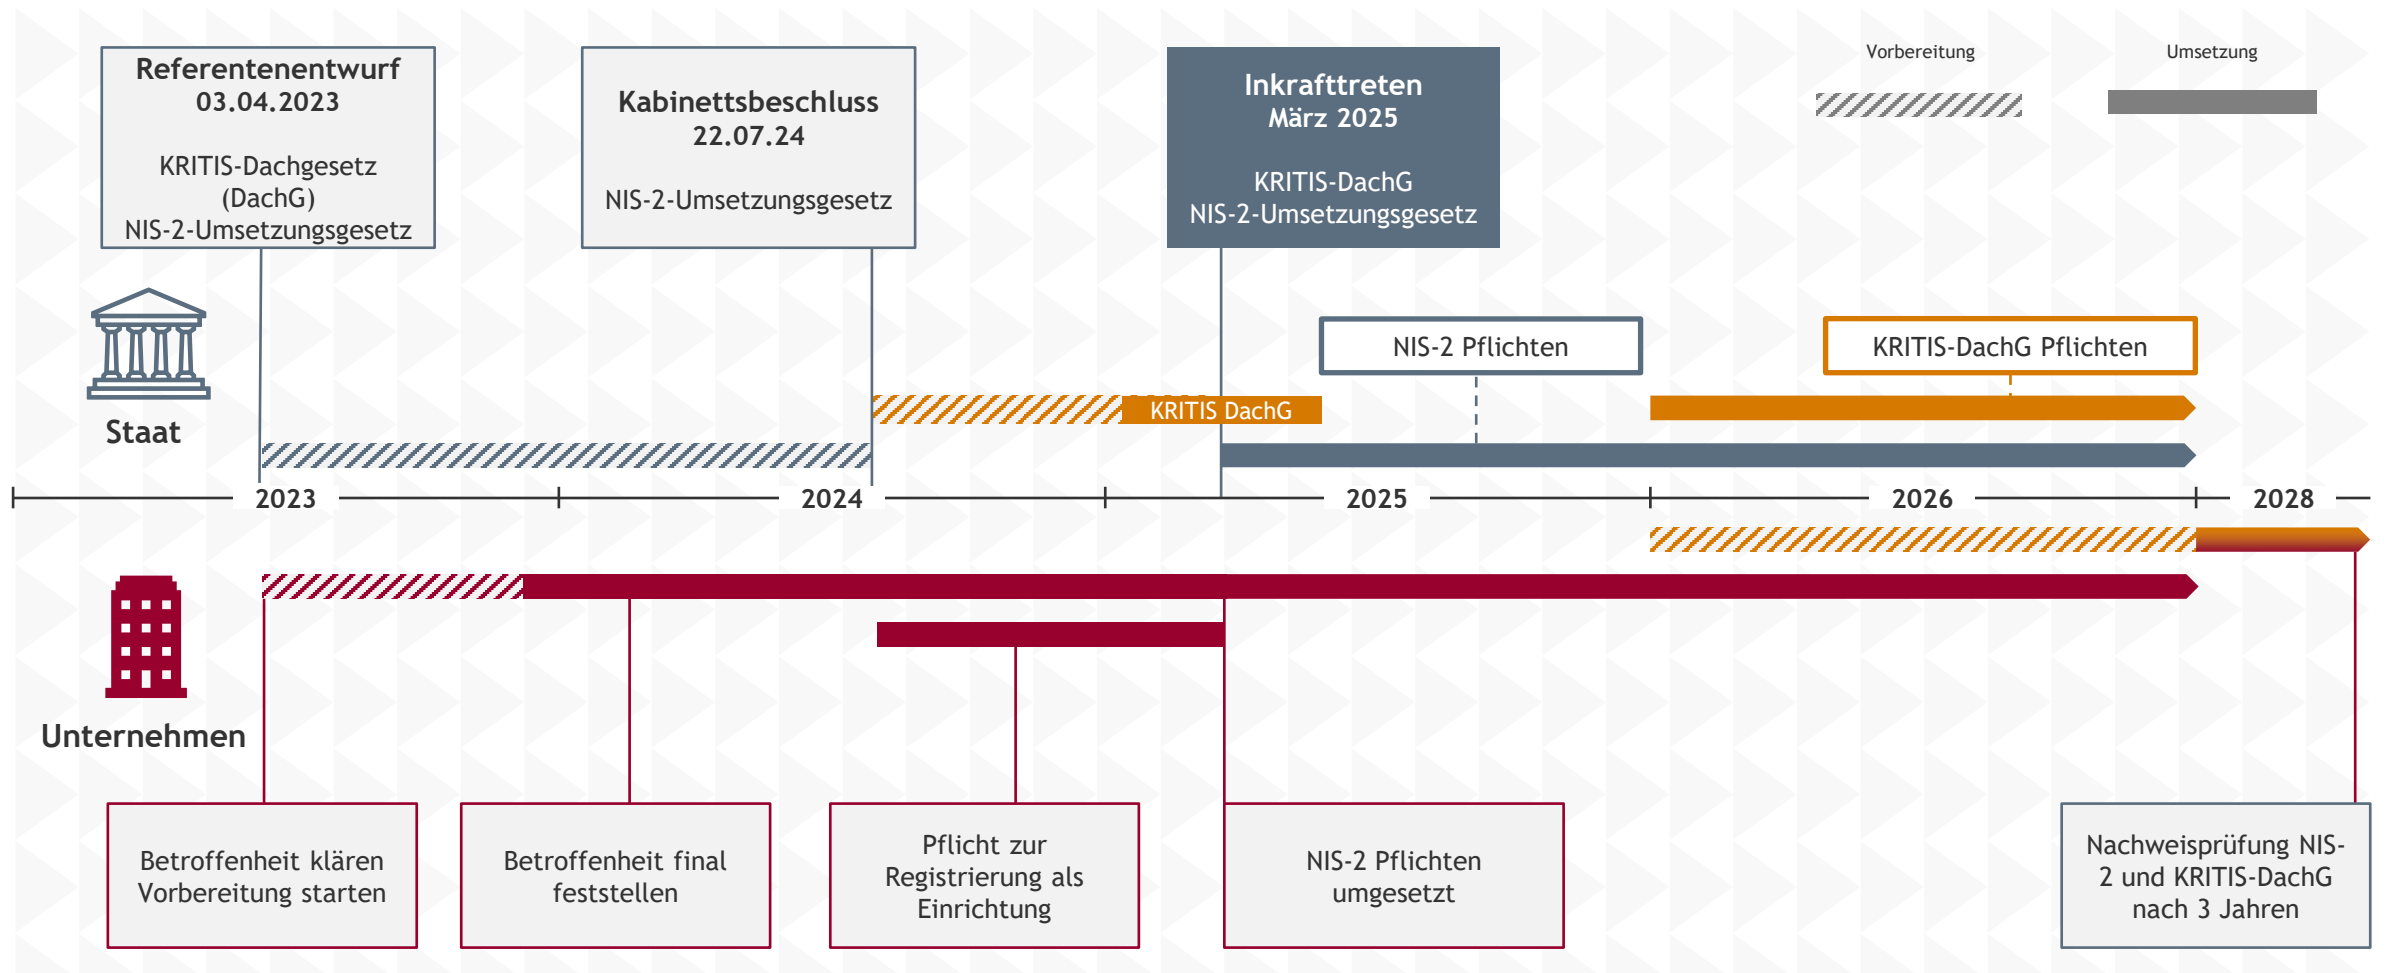 Referentenentwurf
03.04.2023
KRITIS-Dachgesetz
(DachG)
NIS-2-Umsetzungsgesetz
Kabinettsbeschluss
22.07.24
NIS-2-Umsetzungsgesetz
Inkrafttreten
März 2025
KRITIS-DachG
NIS-2-Umsetzungsgesetz
Vorbereitung
Umsetzung
NIS-2 Pflichten
KRITIS-DachG Pflichten
KRITIS DachG
Staat
2023
2024
2025
2026
2028
Unternehmen
Betroffenheit klären
Vorbereitung starten
Betroffenheit final
feststellen
Pflicht zur
Registrierung als
Einrichtung
NIS-2 Pflichten
umgesetzt
Nachweisprüfung NIS-
2 und KRITIS-DachG
nach 3 Jahren